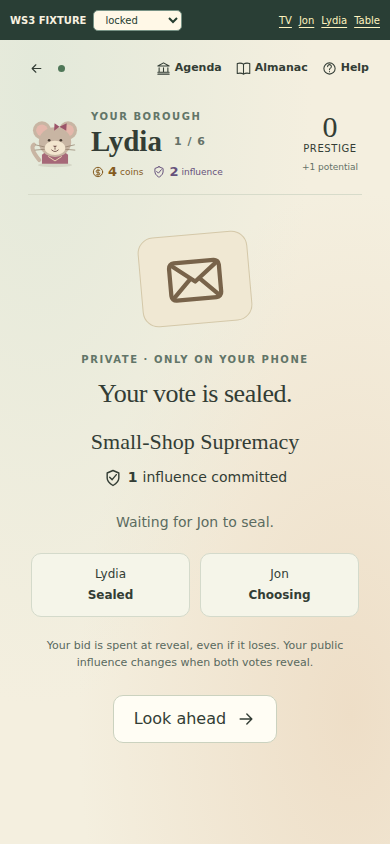 WS3 FIXTURE locked TV Jon Lydia Table
Agenda Almanac Help
YOUR BOROUGH
Lydia 1 / 6
4 coins 2 influence
0
PRESTIGE
+1 potential
PRIVATE · ONLY ON YOUR PHONE
Your vote is sealed.
Small-Shop Supremacy
1 influence committed
Waiting for Jon to seal.
Lydia
Sealed
Jon
Choosing
Your bid is spent at reveal, even if it loses. Your public
influence changes when both votes reveal.
Look ahead